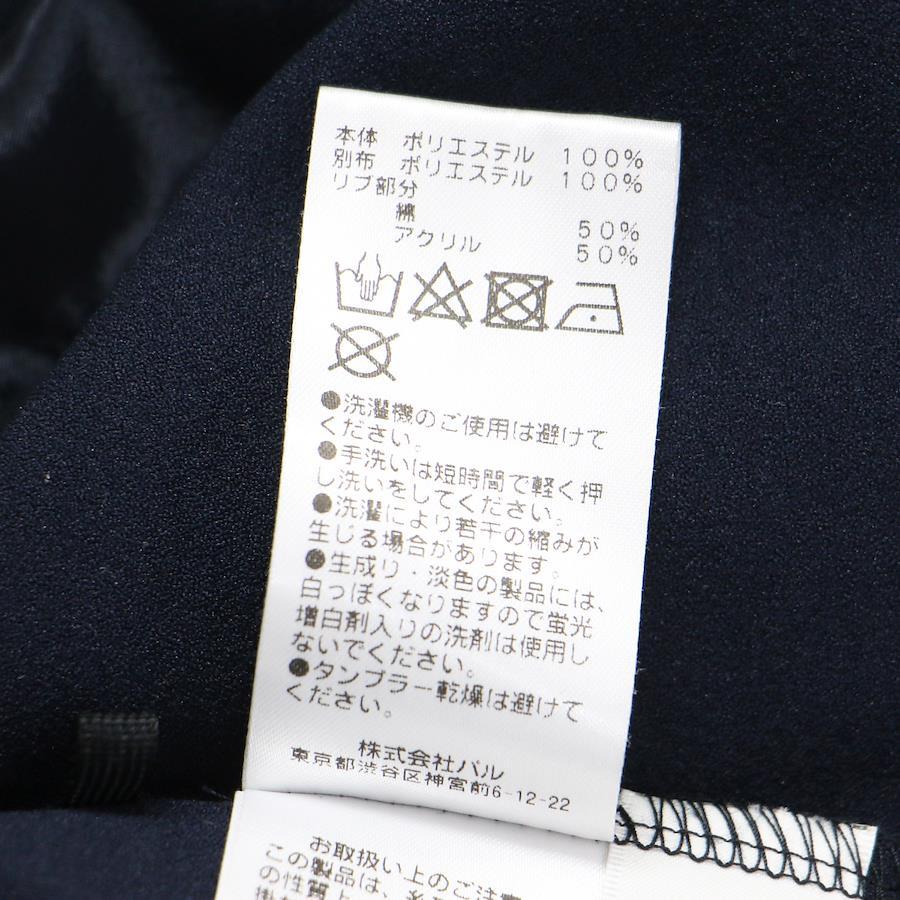 本体 ポリエステル 100%
別布 ポリエステル 100%
リブ部分
綿 50%
アクリル 50%
●洗濯機のご使用は避けて
ください。
●手洗いは短時間で軽く押
し洗いをしてください。
●洗濯により若干の縮みが
生じる場合があります。
●生成り・淡色の製品には、
白っぽくなりますので蛍光
増白剤入りの洗剤は使用し
ないでください。
●タンブラー乾燥は避けて
ください。
株式会社パル
東京都渋谷区神宮前6-12-22
お取扱い上のご注意
この製品は、
の性質上